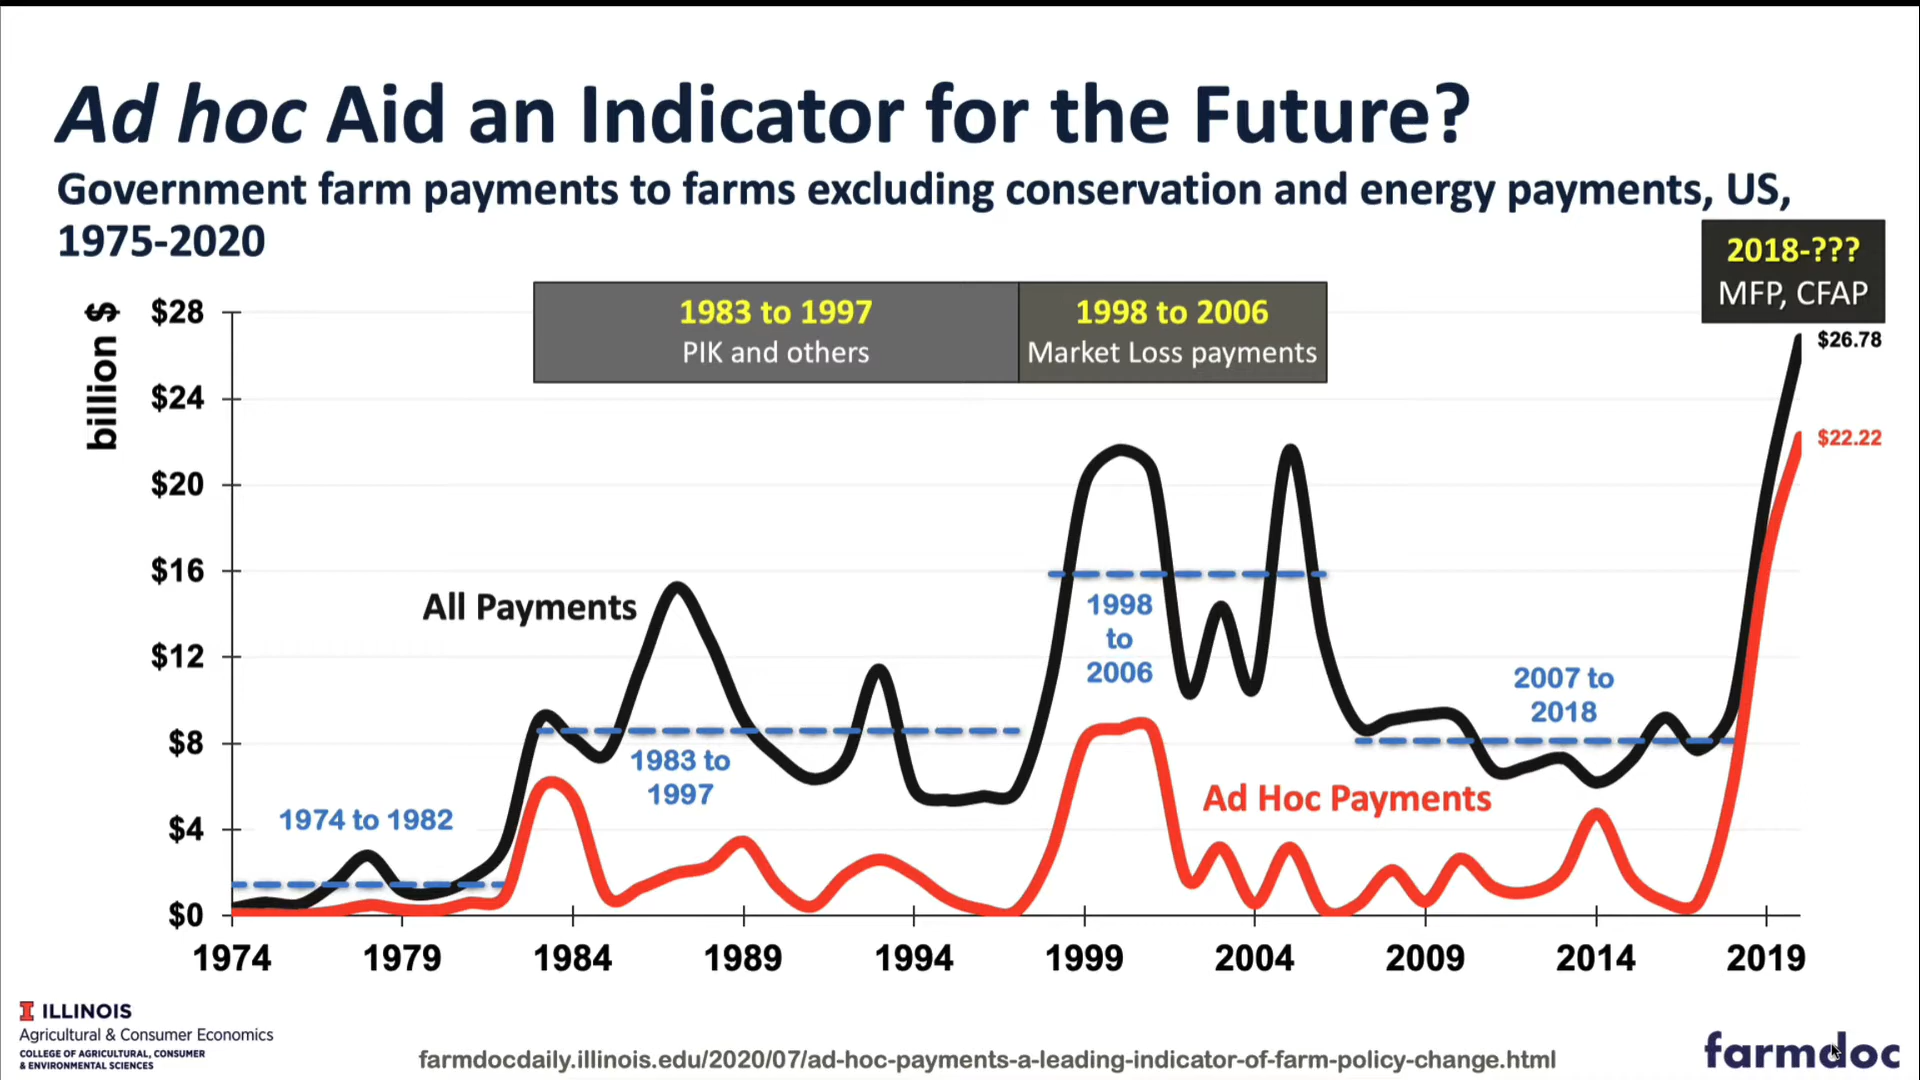 Ad hoc Aid an Indicator for the Future?
Government farm payments to farms excluding conservation and energy payments, US,
1975-2020
2018-???
MFP, CFAP
1983 to 1997
PIK and others
1998 to 2006
Market Loss payments
billion $
$28
$24
$20
$16
$12
$8
$4
$0
$26.78
$22.22
All Payments
1998
to
2006
2007 to
2018
1983 to
1997
Ad Hoc Payments
1974 to 1982
1974
1979
1984
1989
1994
1999
2004
2009
2014
2019
I ILLINOIS
Agricultural & Consumer Economics
COLLEGE OF AGRICULTURAL, CONSUMER
& ENVIRONMENTAL SCIENCES
farmdocdaily.illinois.edu/2020/07/ad-hoc-payments-a-leading-indicator-of-farm-policy-change.html
farmdoc